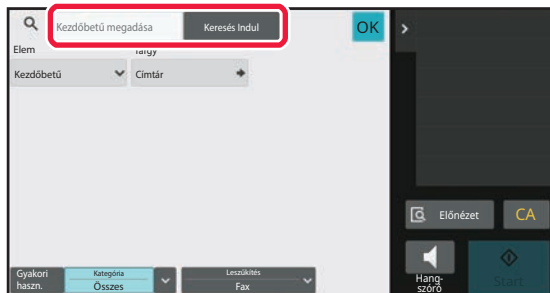 Kezdőbetű megadása
Keresés Indul
OK
Elem
Tárgy
Kezdőbetű
Címtár
Előnézet
CA
Gyakori
haszn.
Kategória
Összes
Leszűkítés
Fax
Hang-
szóró
Start